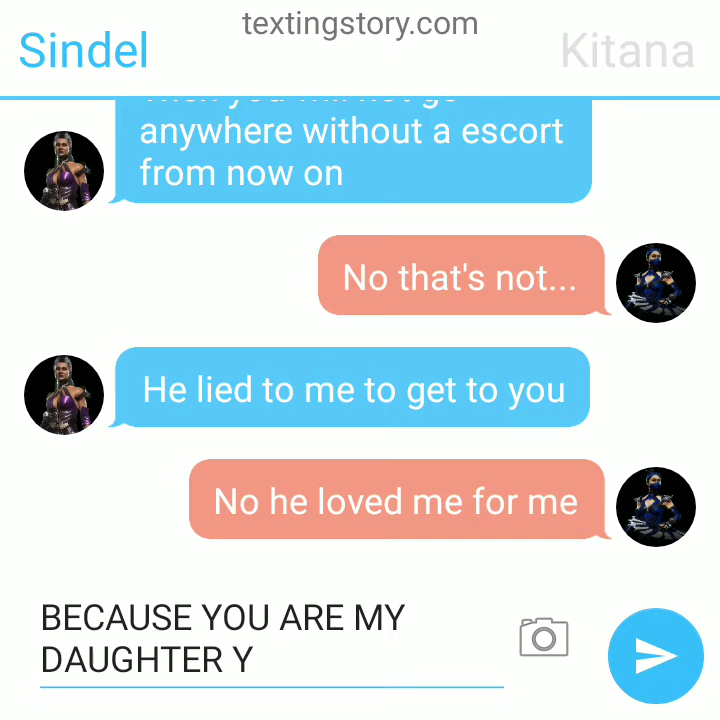 textingstory.com
Sindel
Kitana
anywhere without a escort
from now on
No that's not...
He lied to me to get to you
No he loved me for me
BECAUSE YOU ARE MY
DAUGHTER Y